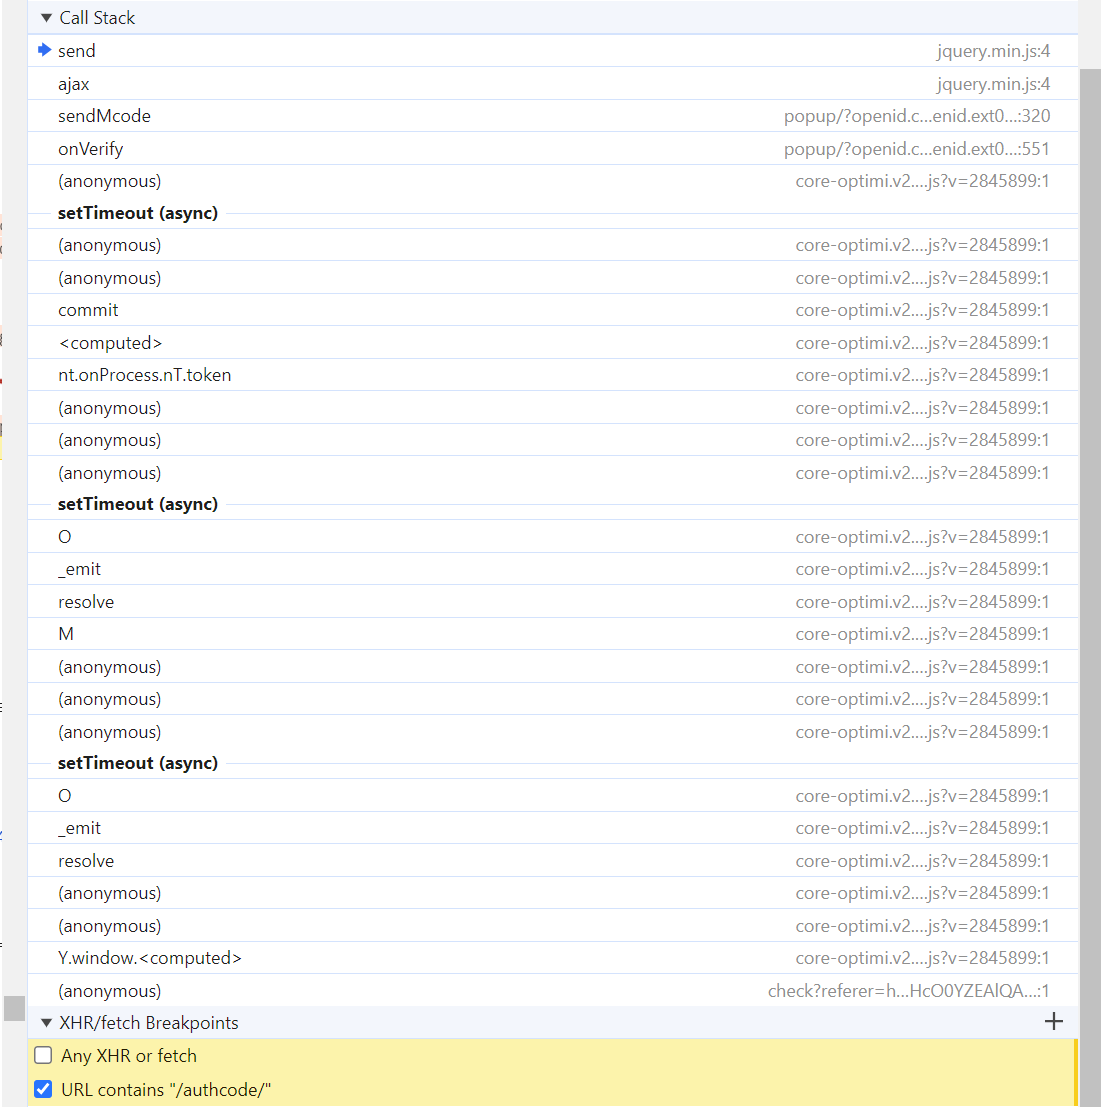 Call Stack
send jquery.min.js:4
ajax jquery.min.js:4
sendMcode popup/?openid.c...enid.ext0...:320
onVerify popup/?openid.c...enid.ext0...:551
(anonymous) core-optimi.v2....js?v=2845899:1
setTimeout (async)
(anonymous) core-optimi.v2....js?v=2845899:1
(anonymous) core-optimi.v2....js?v=2845899:1
commit core-optimi.v2....js?v=2845899:1
<computed> core-optimi.v2....js?v=2845899:1
nt.onProcess.nT.token core-optimi.v2....js?v=2845899:1
(anonymous) core-optimi.v2....js?v=2845899:1
(anonymous) core-optimi.v2....js?v=2845899:1
(anonymous) core-optimi.v2....js?v=2845899:1
setTimeout (async)
O core-optimi.v2....js?v=2845899:1
_emit core-optimi.v2....js?v=2845899:1
resolve core-optimi.v2....js?v=2845899:1
M core-optimi.v2....js?v=2845899:1
(anonymous) core-optimi.v2....js?v=2845899:1
(anonymous) core-optimi.v2....js?v=2845899:1
(anonymous) core-optimi.v2....js?v=2845899:1
setTimeout (async)
O core-optimi.v2....js?v=2845899:1
_emit core-optimi.v2....js?v=2845899:1
resolve core-optimi.v2....js?v=2845899:1
(anonymous) core-optimi.v2....js?v=2845899:1
(anonymous) core-optimi.v2....js?v=2845899:1
Y.window.<computed> core-optimi.v2....js?v=2845899:1
(anonymous) check?referer=h...HcO0YZEAlQA...:1
XHR/fetch Breakpoints
Any XHR or fetch
URL contains "/authcode/"